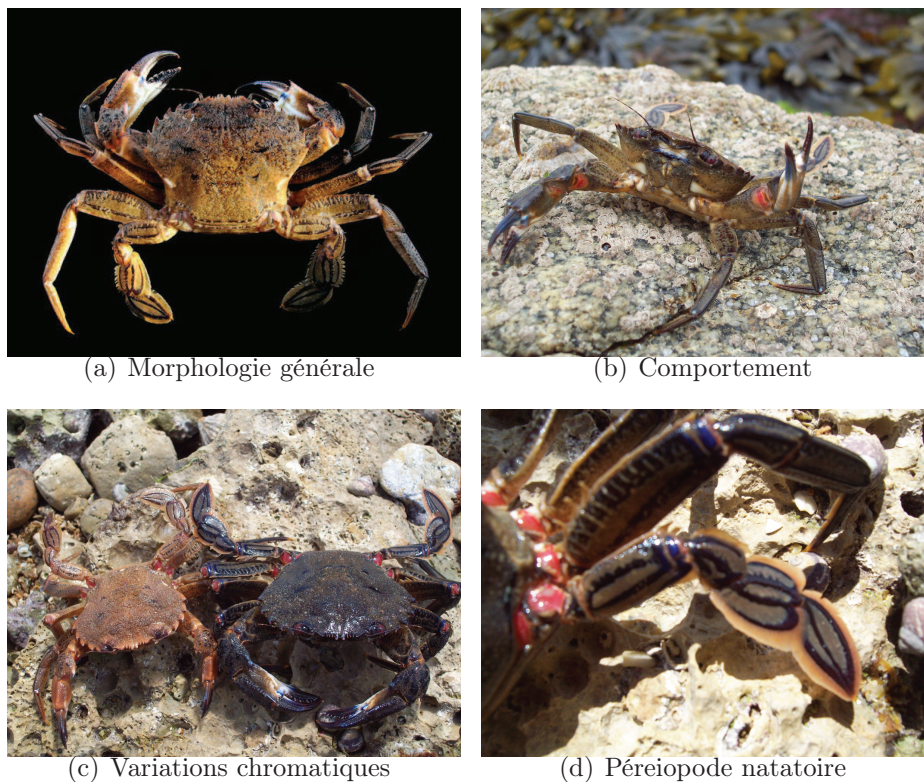 (a) Morphologie générale
(b) Comportement
(c) Variations chromatiques
(d) Péreiopode natatoire